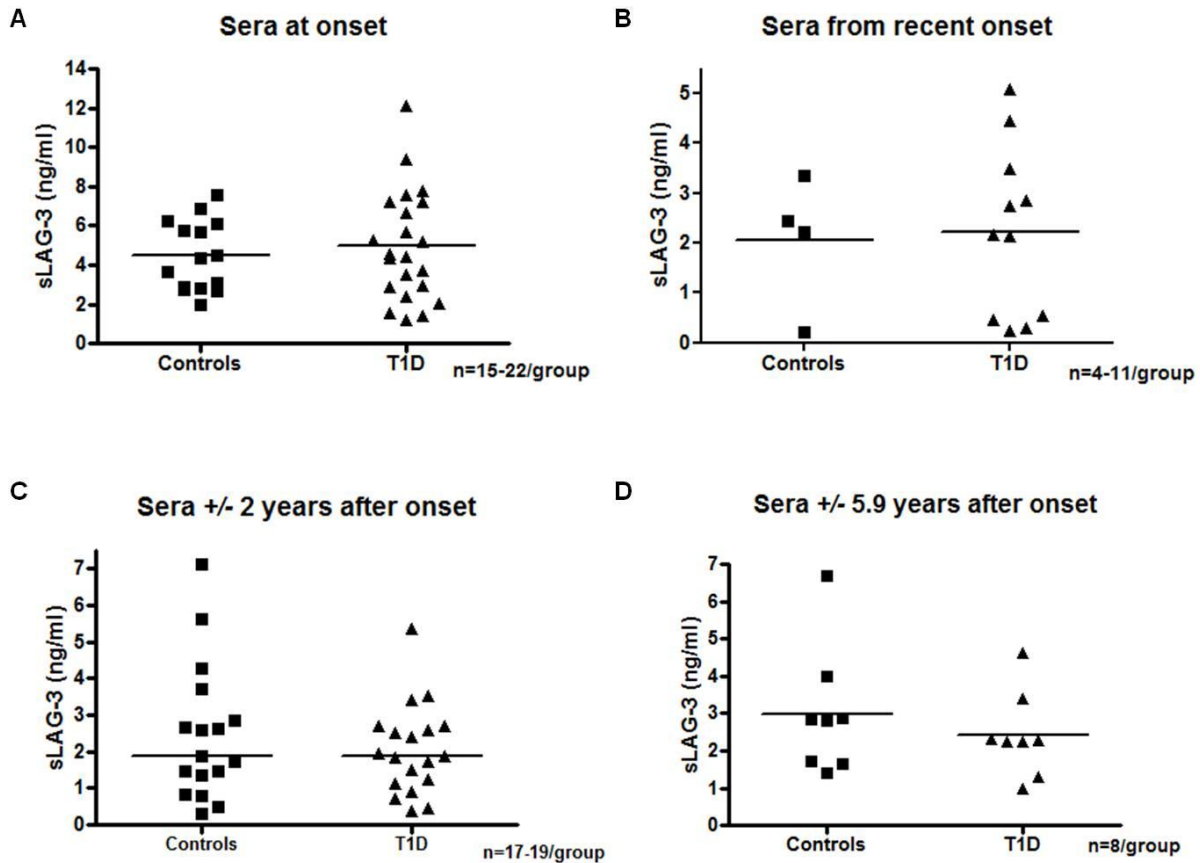 A
Sera at onset
sLAG-3 (ng/ml)
14
12
10
8
6
4
2
0
Controls
T1D
n=15-22/group
B
Sera from recent onset
sLAG-3 (ng/ml)
5
4
3
2
1
0
Controls
T1D
n=4-11/group
C
Sera +/- 2 years after onset
sLAG-3 (ng/ml)
7
6
5
4
3
2
1
0
Controls
T1D
n=17-19/group
D
Sera +/- 5.9 years after onset
sLAG-3 (ng/ml)
7
6
5
4
3
2
1
0
Controls
T1D
n=8/group